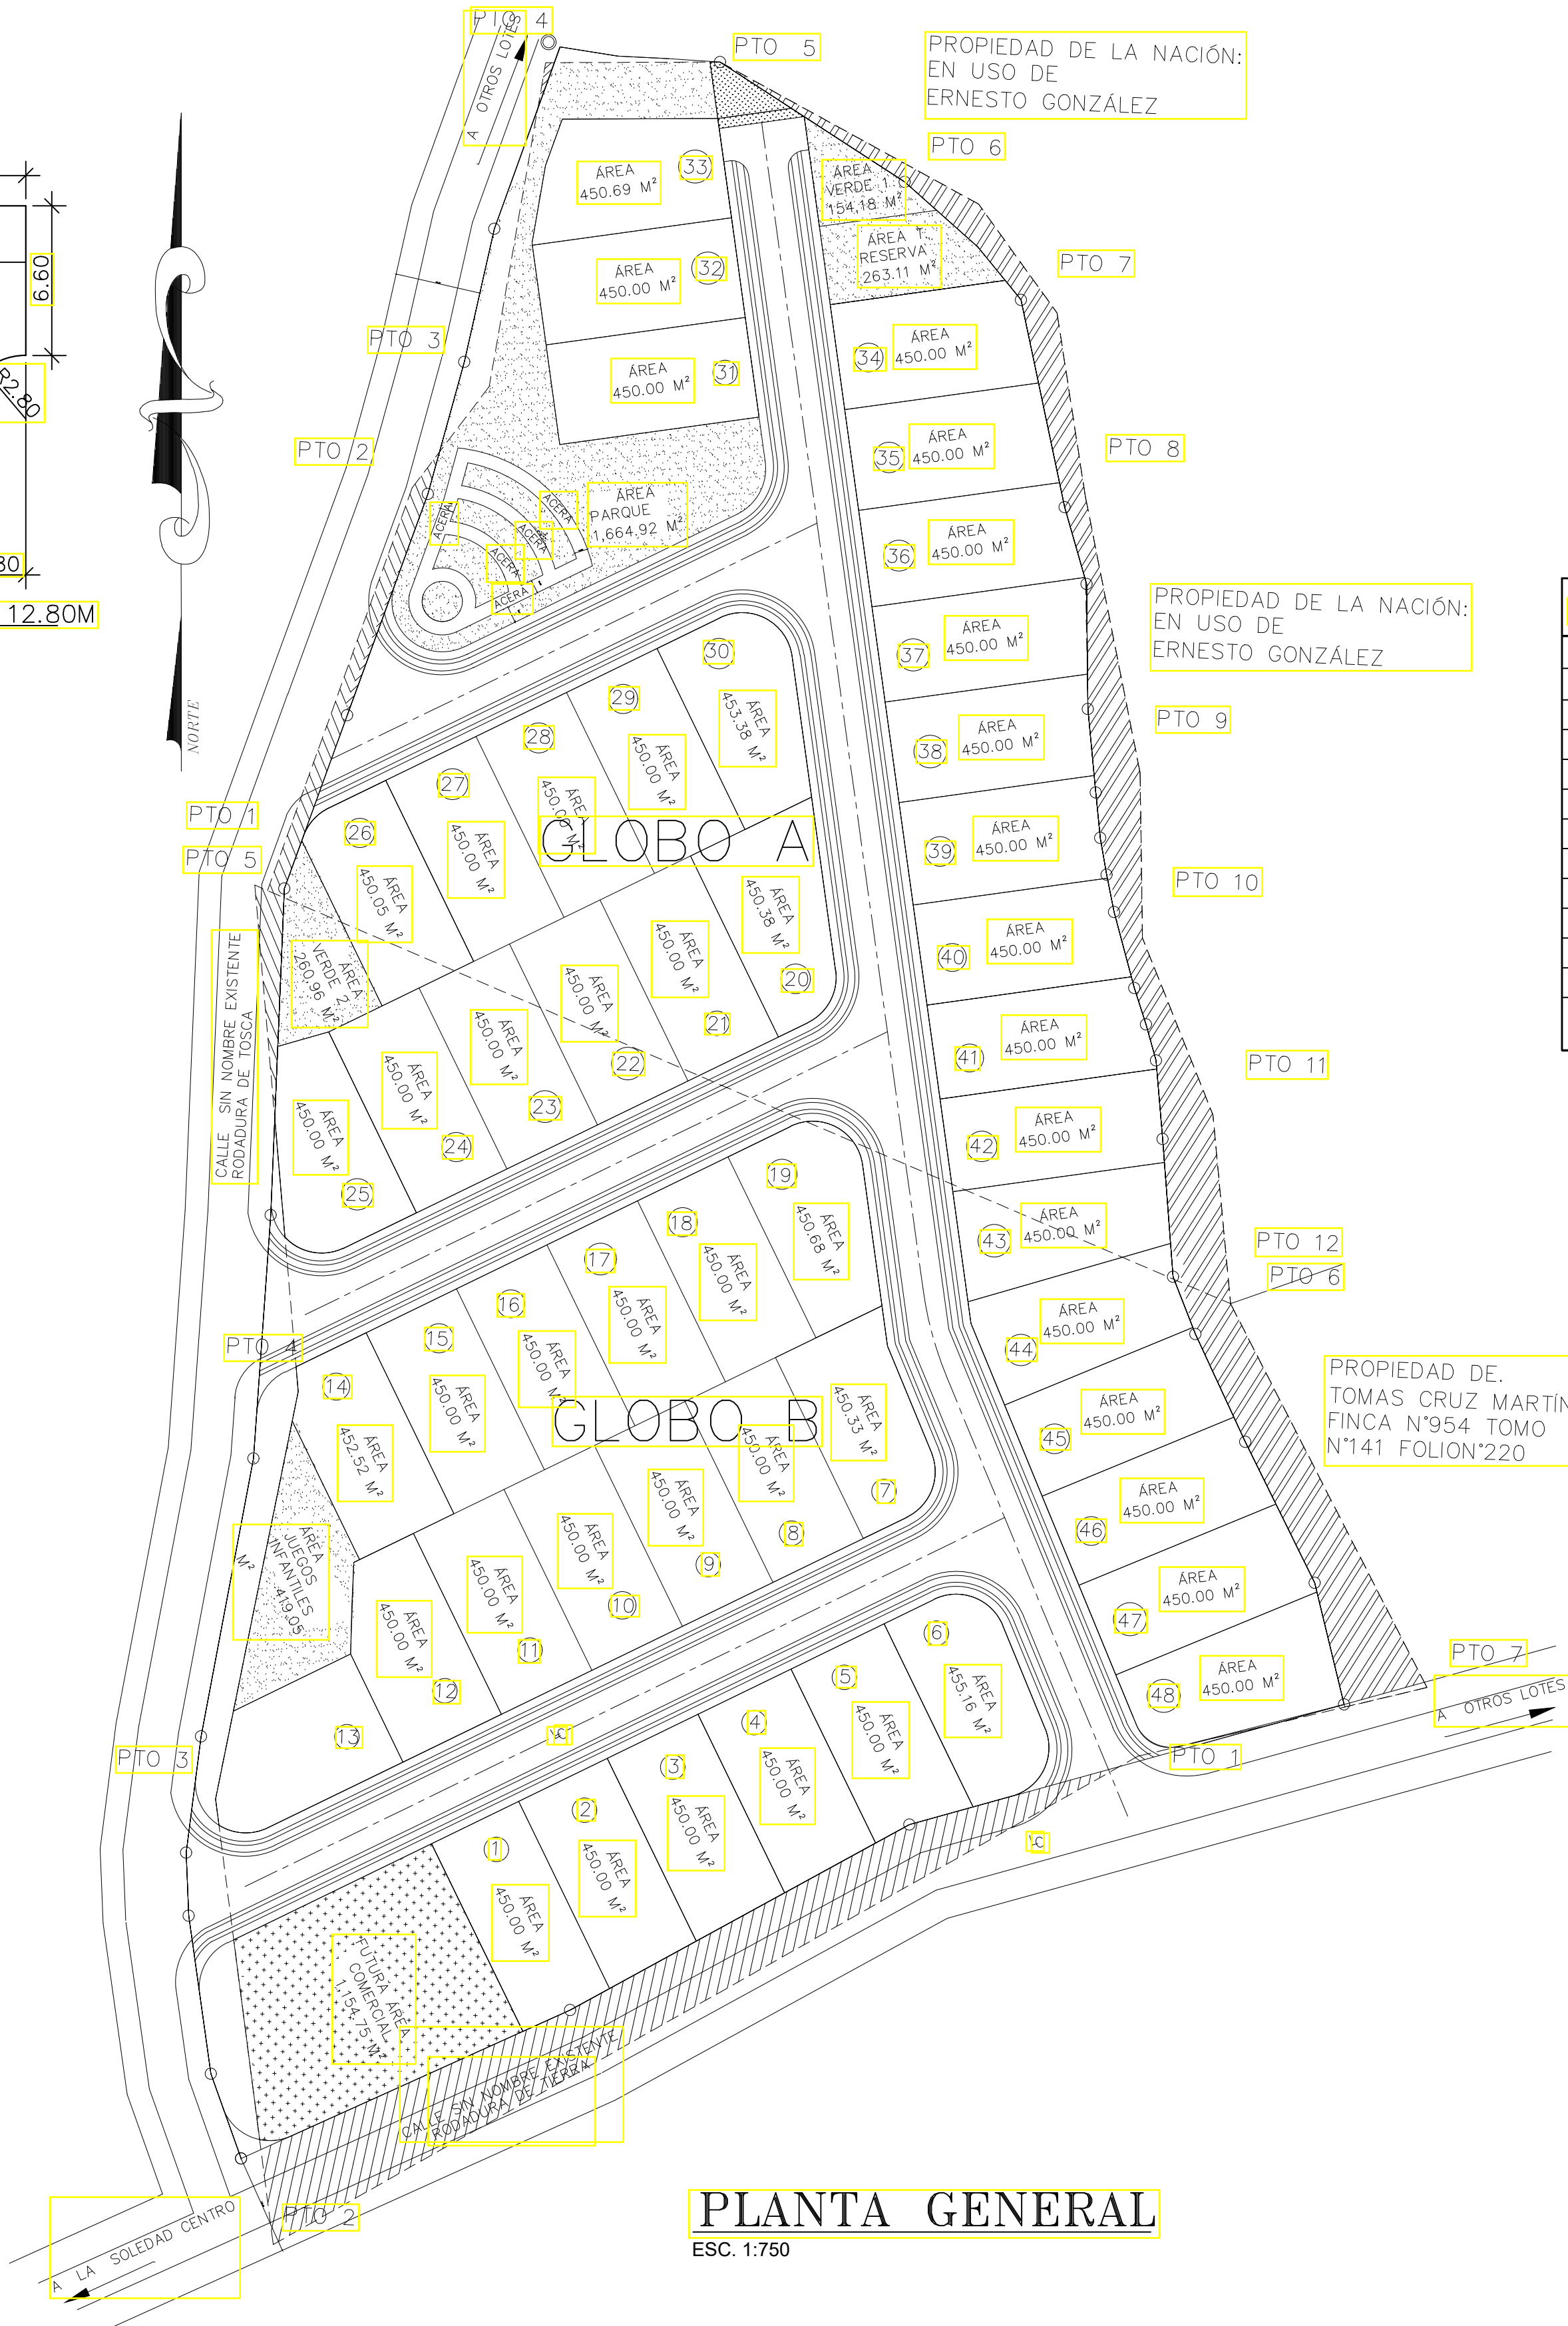 PTO 4
A OTROS LOTES
PTO 5
PROPIEDAD DE LA NACIÓN:
EN USO DE
ERNESTO GONZÁLEZ
PTO 6
PTO 7
ÁREA
450.69 M²
33
ÁREA
VERDE 1
154.18 M²
ÁREA
RESERVA
263.11 M²
ÁREA
450.00 M²
32
6.60
R2.80
PTO 3
ÁREA
450.00 M²
31
34
ÁREA
450.00 M²
PTO 2
35
ÁREA
450.00 M²
PTO 8
ÁREA
PARQUE
1,664.92 M²
ACERA
ACERA
ACERA
ACERA
ACERA
36
ÁREA
450.00 M²
12.80M
PROPIEDAD DE LA NACIÓN:
EN USO DE
ERNESTO GONZÁLEZ
37
ÁREA
450.00 M²
NORTE
30
ÁREA
453.38 M²
29
ÁREA
450.00 M²
28
ÁREA
450.00 M²
27
ÁREA
450.00 M²
26
ÁREA
450.05 M²
38
ÁREA
450.00 M²
PTO 9
PTO 1
PTO 5
GLOBO A
39
ÁREA
450.00 M²
PTO 10
ÁREA
VERDE 2
260.96 M²
CALLE SIN NOMBRE EXISTENTE
RODADURA DE TOSCA
ÁREA
450.38 M²
20
ÁREA
450.00 M²
21
ÁREA
450.00 M²
22
ÁREA
450.00 M²
23
ÁREA
450.00 M²
24
ÁREA
450.00 M²
25
40
ÁREA
450.00 M²
41
ÁREA
450.00 M²
PTO 11
42
ÁREA
450.00 M²
43
ÁREA
450.00 M²
PTO 12
PTO 6
19
ÁREA
450.68 M²
18
ÁREA
450.00 M²
17
ÁREA
450.00 M²
16
ÁREA
450.00 M²
15
ÁREA
450.00 M²
14
ÁREA
452.52 M²
PTO 4
44
ÁREA
450.00 M²
GLOBO B
PROPIEDAD DE.
TOMAS CRUZ
FINCA N°954 TOMO
N°141 FOLION°220
45
ÁREA
450.00 M²
ÁREA
450.33 M²
7
ÁREA
450.00 M²
8
ÁREA
450.00 M²
9
ÁREA
450.00 M²
10
ÁREA
450.00 M²
11
ÁREA
450.00 M²
12
13
ÁREA
JUEGOS
INFANTILES
419.05
M²
46
ÁREA
450.00 M²
47
ÁREA
450.00 M²
48
ÁREA
450.00 M²
PTO 7
A OTROS LOTES
PTO 1
PTO 3
6
ÁREA
455.16 M²
5
ÁREA
450.00 M²
4
ÁREA
450.00 M²
3
ÁREA
450.00 M²
2
ÁREA
450.00 M²
1
ÁREA
450.00 M²
FUTURA ÁREA
COMERCIAL
1,154.75 M²
CALLE SIN NOMBRE EXISTENTE
RODADURA DE TIERRA
PTO 2
A LA SOLEDAD CENTRO
PLANTA GENERAL
ESC. 1:750